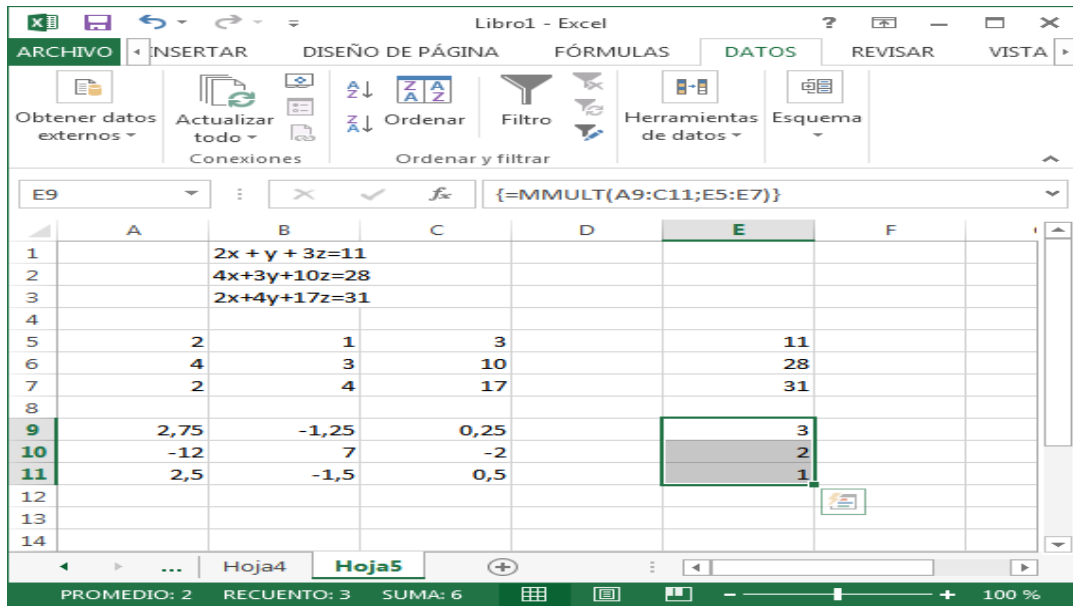 Libro1 - Excel
ARCHIVO INSERTAR DISEÑO DE PÁGINA FÓRMULAS DATOS REVISAR VISTA
Obtener datos externos
Actualizar todo
Conexiones
Ordenar
Filtro
Ordenar y filtrar
Herramientas de datos
Esquema
E9 fx {=MMULT(A9:C11;E5:E7)}
A B C D E F
1 2x + y + 3z=11
2 4x+3y+10z=28
3 2x+4y+17z=31
4
5 2 1 3 11
6 4 3 10 28
7 2 4 17 31
8
9 2,75 -1,25 0,25 3
10 -12 7 -2 2
11 2,5 -1,5 0,5 1
12
13
14
... Hoja4 Hoja5
PROMEDIO: 2 RECUENTO: 3 SUMA: 6 100 %